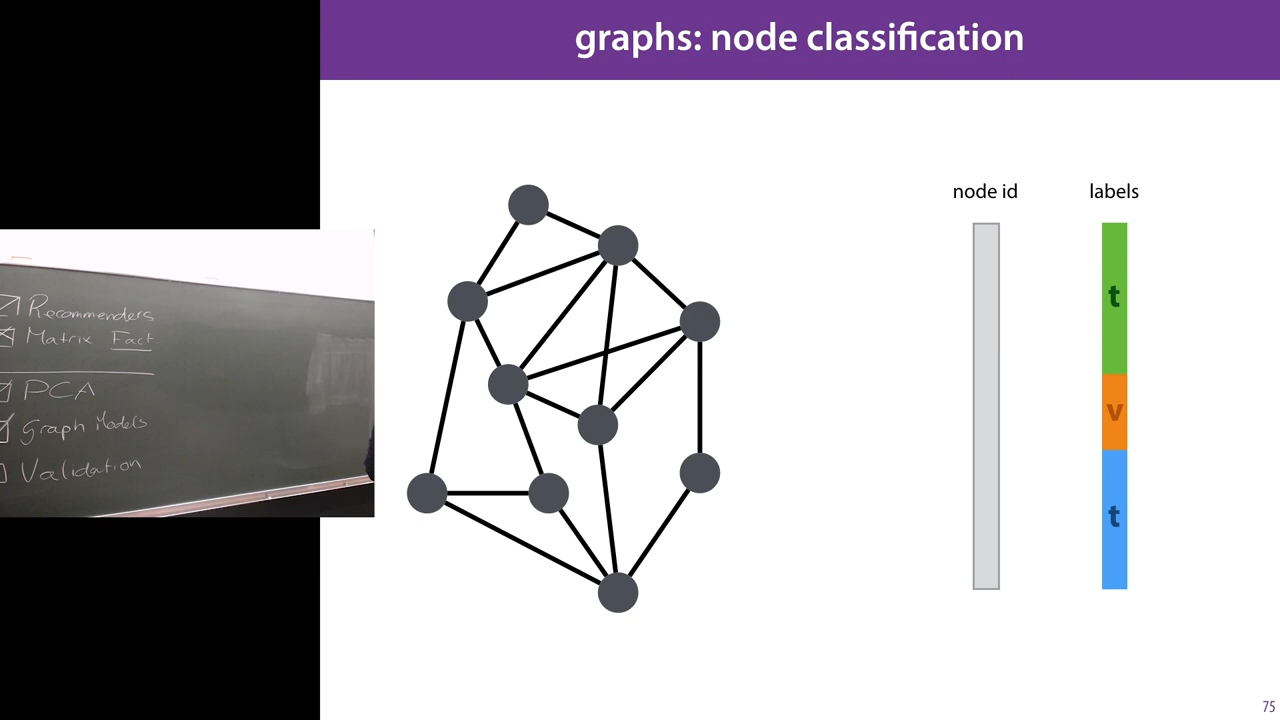 graphs: node classification
node id
labels
t
v
t
Recommenders
Matrix Fact.
PCA
Graph Models
Validation
75